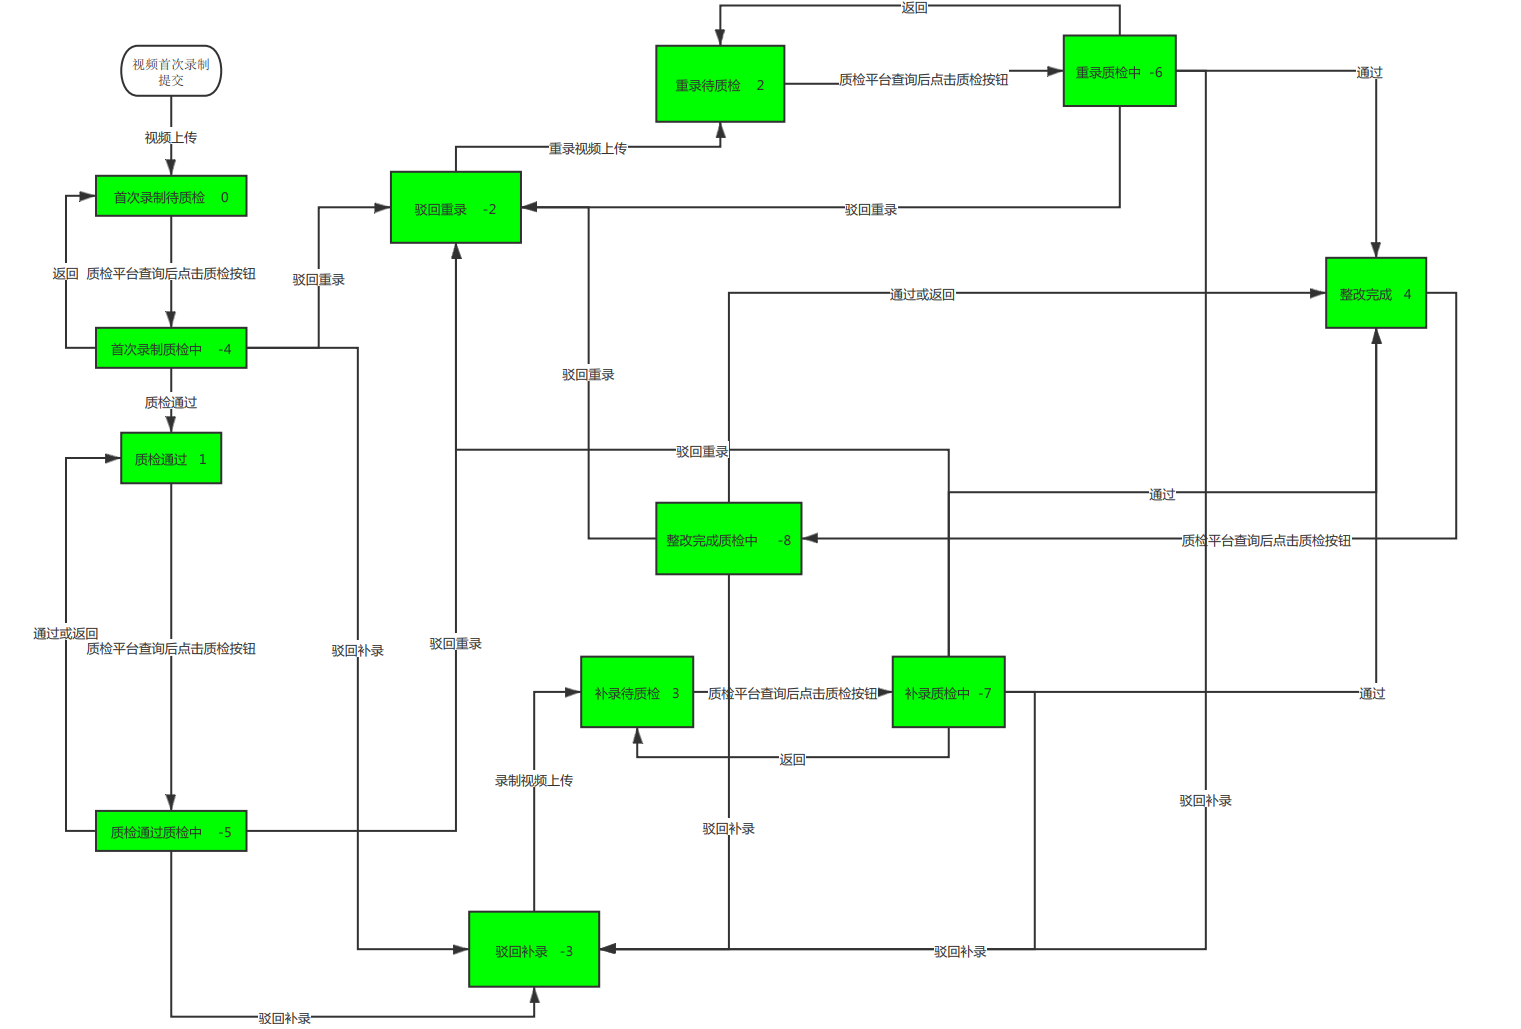 返回
视频首次录制
提交
重录待质检 2
质检平台查询后点击质检按钮
重录质检中 -6
通过
视频上传
重录视频上传
首次录制待质检 0
驳回重录 -2
驳回重录
返回
质检平台查询后点击质检按钮
驳回重录
通过或返回
整改完成 4
首次录制质检中 -4
驳回重录
质检通过
质检通过 1
驳回重录
通过
整改完成质检中 -8
质检平台查询后点击质检按钮
通过或返回
质检平台查询后点击质检按钮
驳回补录
驳回重录
补录待质检 3
质检平台查询后点击质检按钮
补录质检中 -7
通过
返回
录制视频上传
驳回补录
驳回补录
质检通过质检中 -5
驳回补录 -3
驳回补录
驳回补录